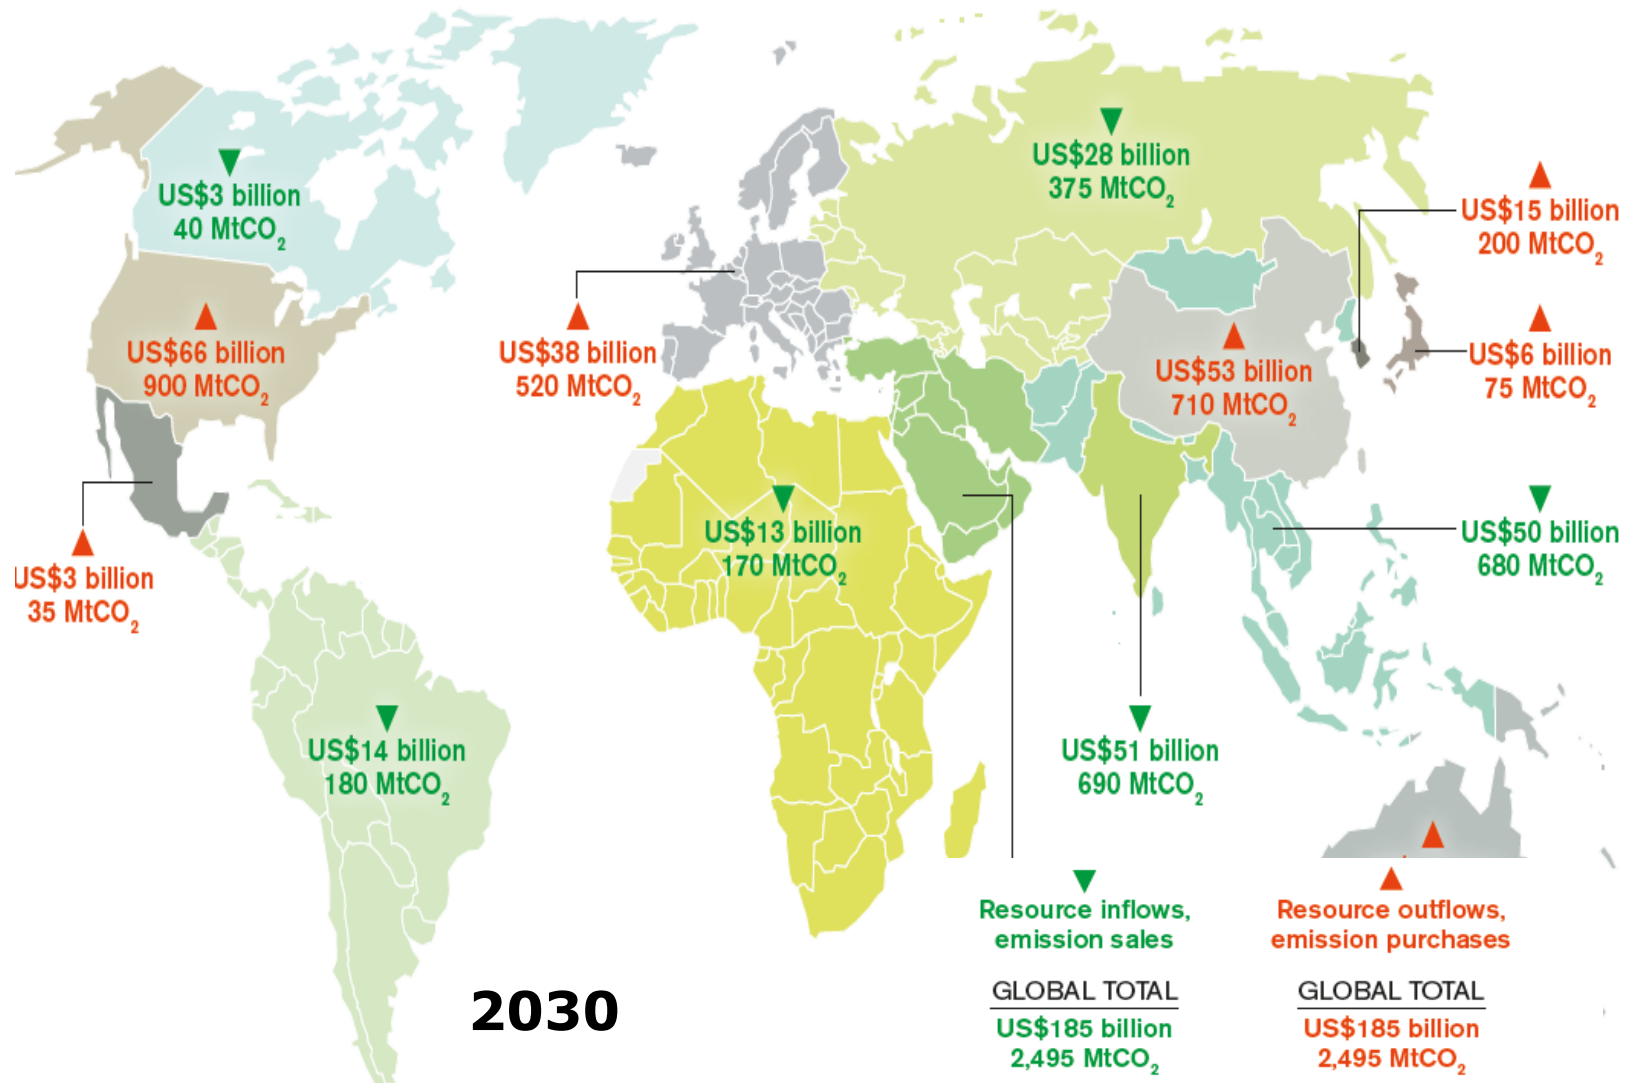 US$3 billion
40 MtCO₂
US$28 billion
375 MtCO₂
US$15 billion
200 MtCO₂
US$66 billion
900 MtCO₂
US$38 billion
520 MtCO₂
US$53 billion
710 MtCO₂
US$6 billion
75 MtCO₂
US$13 billion
170 MtCO₂
US$50 billion
680 MtCO₂
US$3 billion
35 MtCO₂
US$14 billion
180 MtCO₂
US$51 billion
690 MtCO₂
Resource inflows,
emission sales
GLOBAL TOTAL
US$185 billion
2,495 MtCO₂
Resource outflows,
emission purchases
GLOBAL TOTAL
US$185 billion
2,495 MtCO₂
2030